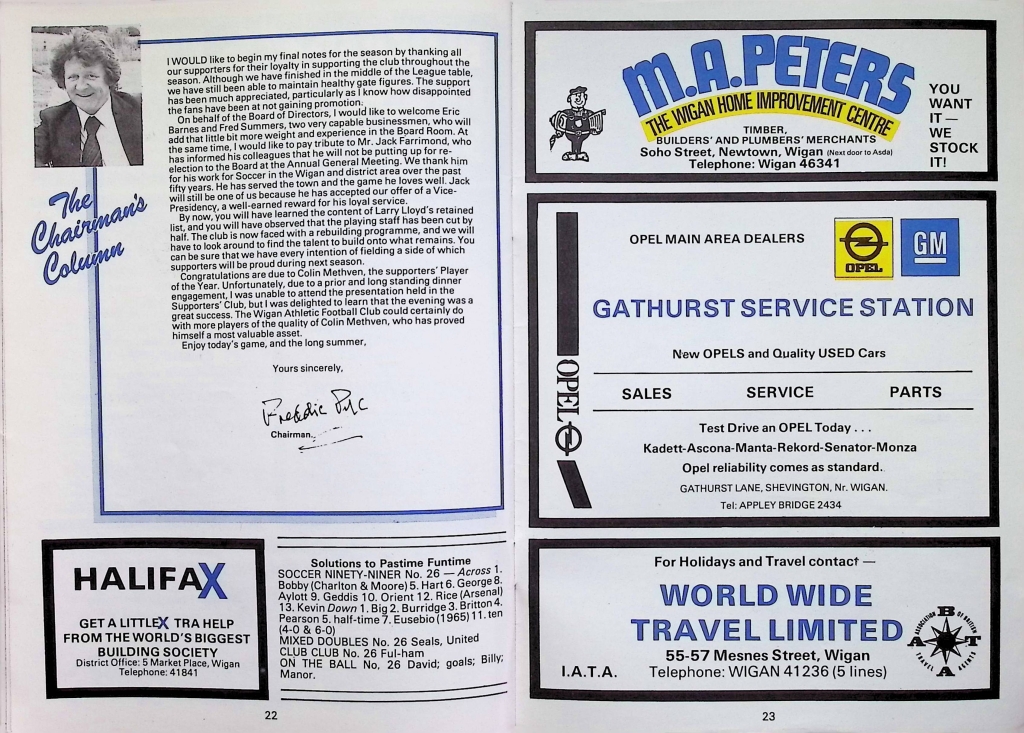 I WOULD like to begin my final notes for the season by thanking all
our supporters for their loyalty in supporting the club throughout the
season. Although we have finished in the middle of the League table,
we have still been able to maintain healthy gate figures. The support
has been much appreciated, particularly as I know how disappointed
the fans have been at not gaining promotion.
On behalf of the Board of Directors, I would like to welcome Eric
Barnes and Fred Summers, two very capable businessmen, who will
add that little bit more weight and experience in the Board Room. At
the same time, I would like to pay tribute to Mr. Jack Farrimond, who
has informed his colleagues that he will not be putting up for re-
election to the Board at the Annual General Meeting. We thank him
for his work for Soccer in the Wigan and district area over the past
fifty years. He has served the town and the game he loves well. Jack
will still be one of us because he has accepted our offer of a Vice-
Presidency, a well-earned reward for his loyal service.
By now, you will have learned the content of Larry Lloyd's retained
list, and you will have observed that the playing staff has been cut by
half. The club is now faced with a rebuilding programme, and we will
have to look around to find the talent to build onto what remains. You
can be sure that we have every intention of fielding a side of which
supporters will be proud during next season.
Congratulations are due to Colin Methven, the supporters' Player
of the Year. Unfortunately, due to a prior and long standing dinner
engagement, I was unable to attend the presentation held in the
Supporters' Club, but I was delighted to learn that the evening was a
great success. The Wigan Athletic Football Club could certainly do
with more players of the quality of Colin Methven, who has proved
himself a most valuable asset.
Enjoy today's game, and the long summer,
Yours sincerely,
Freddie Pye
Chairman.
The
Chairman's
Column
HALIFAX
GET A LITTLE X TRA HELP
FROM THE WORLD'S BIGGEST
BUILDING SOCIETY
District Office: 5 Market Place, Wigan
Telephone: 41841
Solutions to Pastime Funtime
SOCCER NINETY-NINER No. 26 — Across 1.
Bobby (Charlton & Moore) 5. Hart 6. George 8.
Aylott 9. Geddis 10. Orient 12. Rice (Arsenal)
13. Kevin Down 1. Big 2. Burridge 3. Britton 4.
Pearson 5. half-time 7. Eusebio (1965) 11. ten
(4-0 & 6-0)
MIXED DOUBLES No. 26 Seals, United
CLUB CLUB No. 26 Ful-ham
ON THE BALL No. 26 David; goals; Billy;
Manor.
22
M.A.PETERS
THE WIGAN HOME IMPROVEMENT CENTRE
TIMBER,
BUILDERS' AND PLUMBERS' MERCHANTS
Soho Street, Newtown, Wigan (Next door to Asda)
Telephone: Wigan 46341
YOU
WANT
IT —
WE
STOCK
IT!
OPEL MAIN AREA DEALERS
OPEL
GM
GATHURST SERVICE STATION
New OPELS and Quality USED Cars
SALES SERVICE PARTS
OPEL
Test Drive an OPEL Today . . .
Kadett-Ascona-Manta-Rekord-Senator-Monza
Opel reliability comes as standard.
GATHURST LANE, SHEVINGTON, Nr. WIGAN.
Tel: APPLEY BRIDGE 2434
For Holidays and Travel contact —
WORLD WIDE
TRAVEL LIMITED
55-57 Mesnes Street, Wigan
I.A.T.A. Telephone: WIGAN 41236 (5 lines)
ABTA
ASSOCIATION OF BRITISH
TRAVEL AGENTS
23